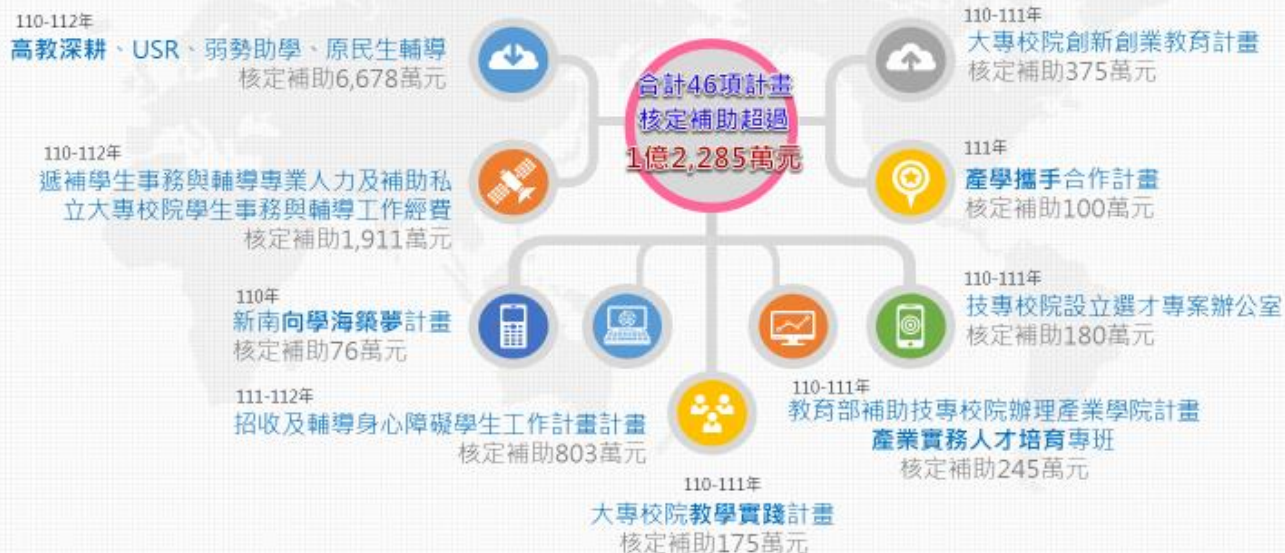 110-112年
高教深耕、USR、弱勢助學、原民生輔導
核定補助6,678萬元
110-112年
遞補學生事務與輔導專業人力及補助私
立大專校院學生事務與輔導工作經費
核定補助1,911萬元
110年
新南向學海築夢計畫
核定補助76萬元
111-112年
招收及輔導身心障礙學生工作計畫計畫
核定補助803萬元
合計46項計畫
核定補助超過
1億2,285萬元
110-111年
大專校院教學實踐計畫
核定補助175萬元
110-111年
大專校院創新創業教育計畫
核定補助375萬元
111年
產學攜手合作計畫
核定補助100萬元
110-111年
技專校院設立選才專案辦公室
核定補助180萬元
110-111年
教育部補助技專校院辦理產業學院計畫
產業實務人才培育專班
核定補助245萬元